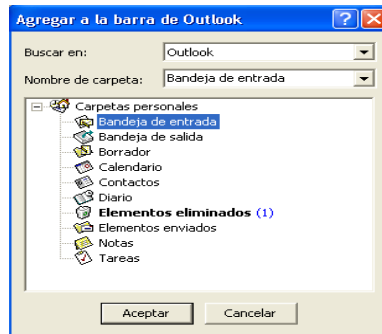 Agregar a la barra de Outlook
Buscar en: Outlook
Nombre de carpeta: Bandeja de entrada
Carpetas personales
Bandeja de entrada
Bandeja de salida
Borrador
Calendario
Contactos
Diario
Elementos eliminados (1)
Elementos enviados
Notas
Tareas
Aceptar Cancelar